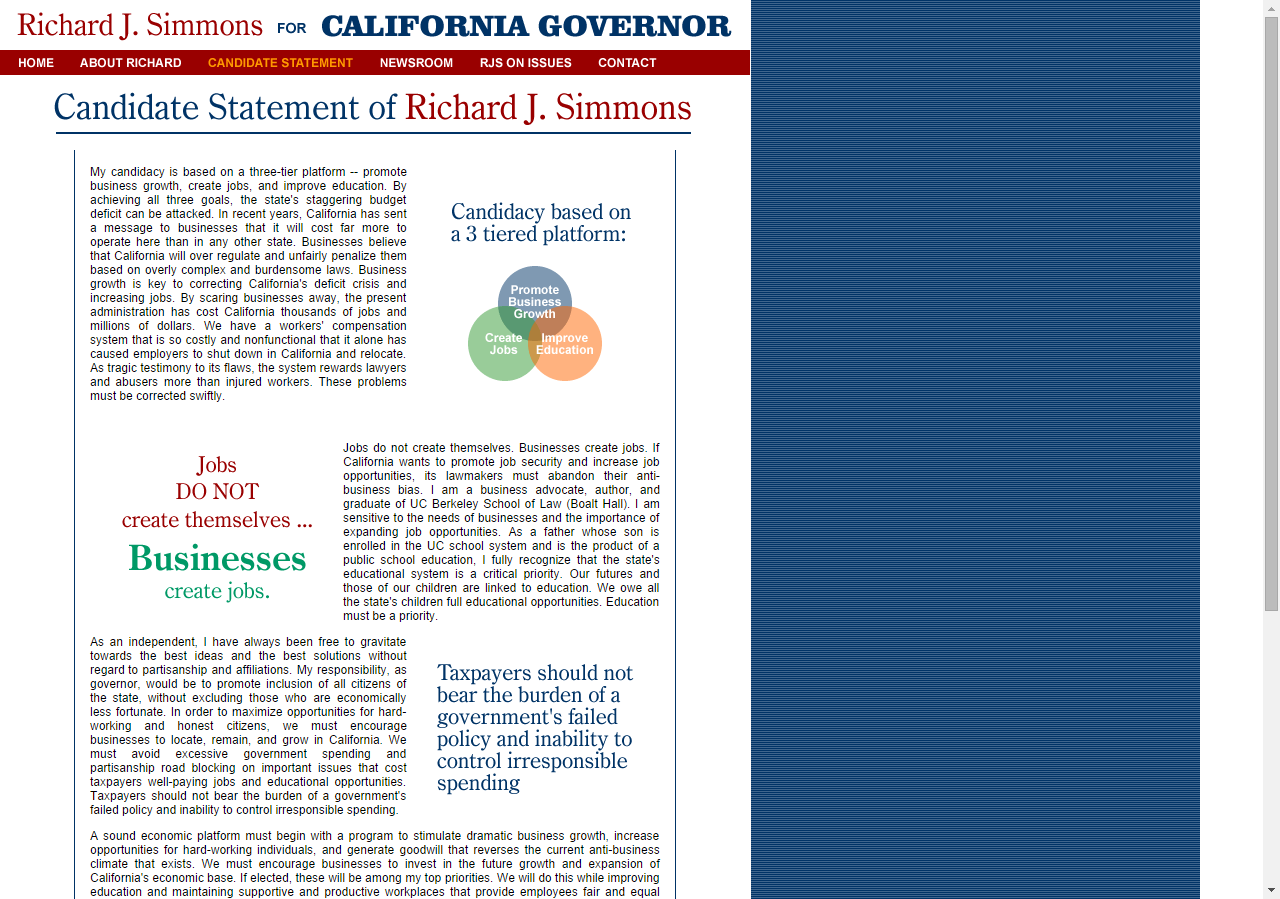 Richard J. Simmons FOR CALIFORNIA GOVERNOR
HOME ABOUT RICHARD CANDIDATE STATEMENT NEWSROOM RJS ON ISSUES CONTACT
Candidate Statement of Richard J. Simmons
My candidacy is based on a three-tier platform -- promote
business growth, create jobs, and improve education. By
achieving all three goals, the state's staggering budget
deficit can be attacked. In recent years, California has sent
a message to businesses that it will cost far more to
operate here than in any other state. Businesses believe
that California will over regulate and unfairly penalize them
based on overly complex and burdensome laws. Business
growth is key to correcting California's deficit crisis and
increasing jobs. By scaring businesses away, the present
administration has cost California thousands of jobs and
millions of dollars. We have a workers' compensation
system that is so costly and nonfunctional that it alone has
caused employers to shut down in California and relocate.
As tragic testimony to its flaws, the system rewards lawyers
and abusers more than injured workers. These problems
must be corrected swiftly.
Candidacy based on
a 3 tiered platform:
Promote
Business
Growth
Create
Jobs
Improve
Education
Jobs
DO NOT
create themselves ...
Businesses
create jobs.
Jobs do not create themselves. Businesses create jobs. If
California wants to promote job security and increase job
opportunities, its lawmakers must abandon their anti-
business bias. I am a business advocate, author, and
graduate of UC Berkeley School of Law (Boalt Hall). I am
sensitive to the needs of businesses and the importance of
expanding job opportunities. As a father whose son is
enrolled in the UC school system and is the product of a
public school education, I fully recognize that the state's
educational system is a critical priority. Our futures and
those of our children are linked to education. We owe all
the state's children full educational opportunities. Education
must be a priority.
As an independent, I have always been free to gravitate
towards the best ideas and the best solutions without
regard to partisanship and affiliations. My responsibility, as
governor, would be to promote inclusion of all citizens of
the state, without excluding those who are economically
less fortunate. In order to maximize opportunities for hard-
working and honest citizens, we must encourage
businesses to locate, remain, and grow in California. We
must avoid excessive government spending and
partisanship road blocking on important issues that cost
taxpayers well-paying jobs and educational opportunities.
Taxpayers should not bear the burden of a government's
failed policy and inability to control irresponsible spending.
Taxpayers should not
bear the burden of a
government's failed
policy and inability to
control irresponsible
spending
A sound economic platform must begin with a program to stimulate dramatic business growth, increase
opportunities for hard-working individuals, and generate goodwill that reverses the current anti-business
climate that exists. We must encourage businesses to invest in the future growth and expansion of
California's economic base. If elected, these will be among my top priorities. We will do this while improving
education and maintaining supportive and productive workplaces that provide employees fair and equal